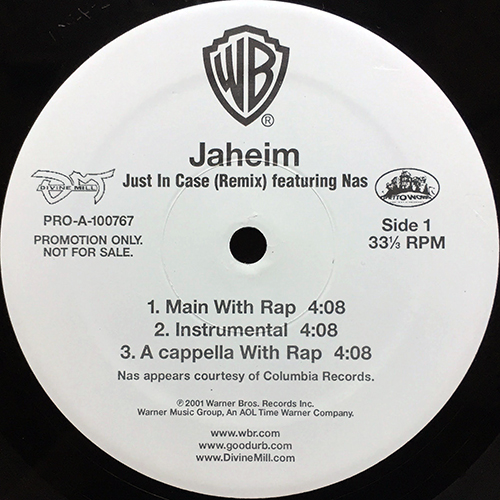 WB
®
Jaheim
Just In Case (Remix) featuring Nas
DIVINE MILL
PRO-A-100767
PROMOTION ONLY.
NOT FOR SALE.
GHETTO WORKS
Side 1
33⅓ RPM
1. Main With Rap 4:08
2. Instrumental 4:08
3. A cappella With Rap 4:08
Nas appears courtesy of Columbia Records.
℗ 2001 Warner Bros. Records Inc.
Warner Music Group, An AOL Time Warner Company.
www.wbr.com
www.goodurb.com
www.DivineMill.com